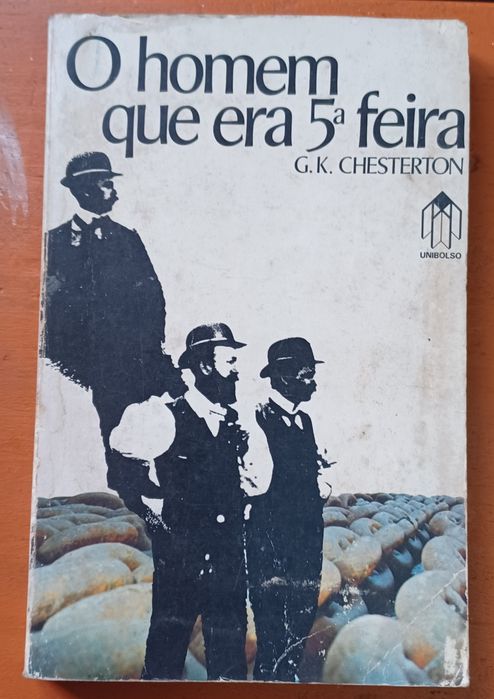 O homem
que era 5ª feira
G. K. CHESTERTON
UNIBOLSO